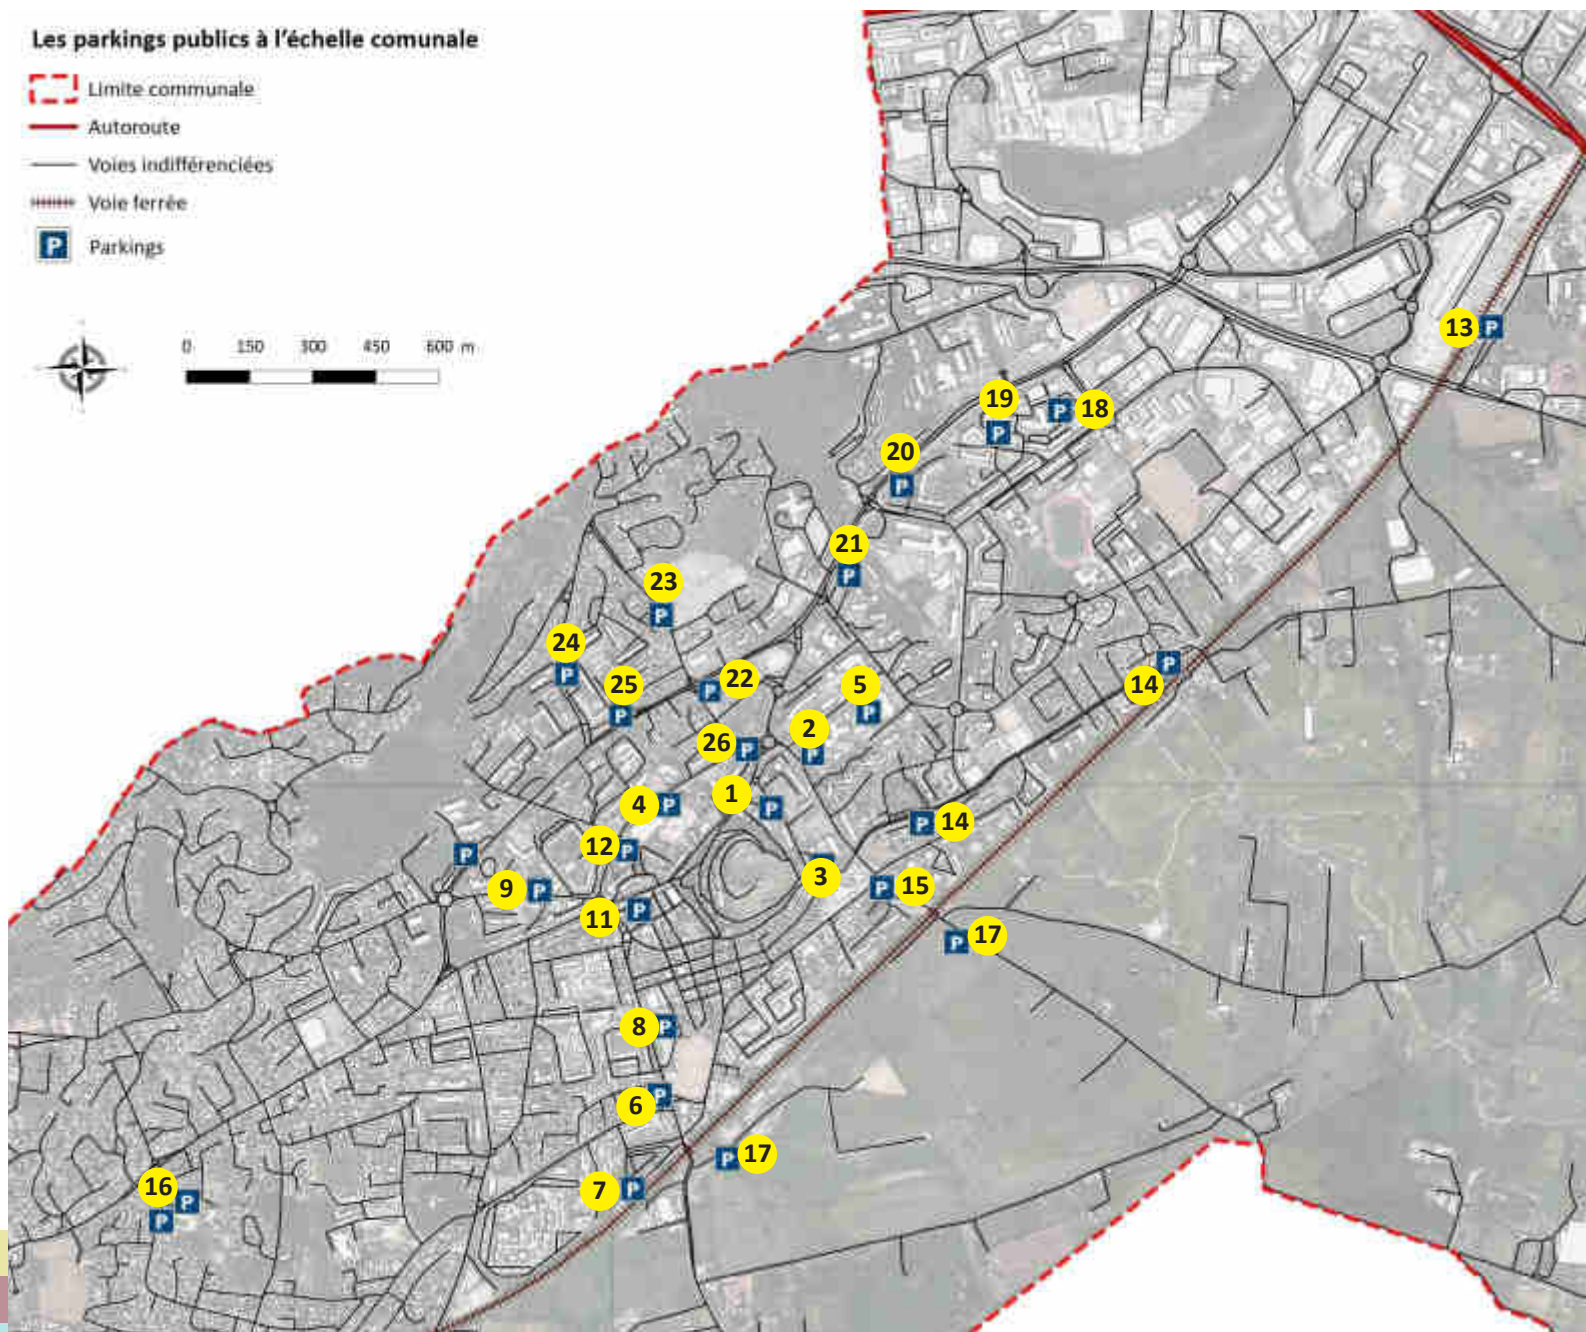 Les parkings publics à l'échelle comunale
Limite communale
Autoroute
Voies indifférenciées
Voie ferrée
P Parkings
0 150 300 450 600 m
13 P
19 P 18
P
20
P
21
P
23
P
24
P
25
P
22
P
5
P
14
P
2
P
26 P
1
P
4 P
14
P
12 P
P
3
P
15
P
9 P
11 P
17
P
8 P
6 P
17
P
7 P
16 P
P